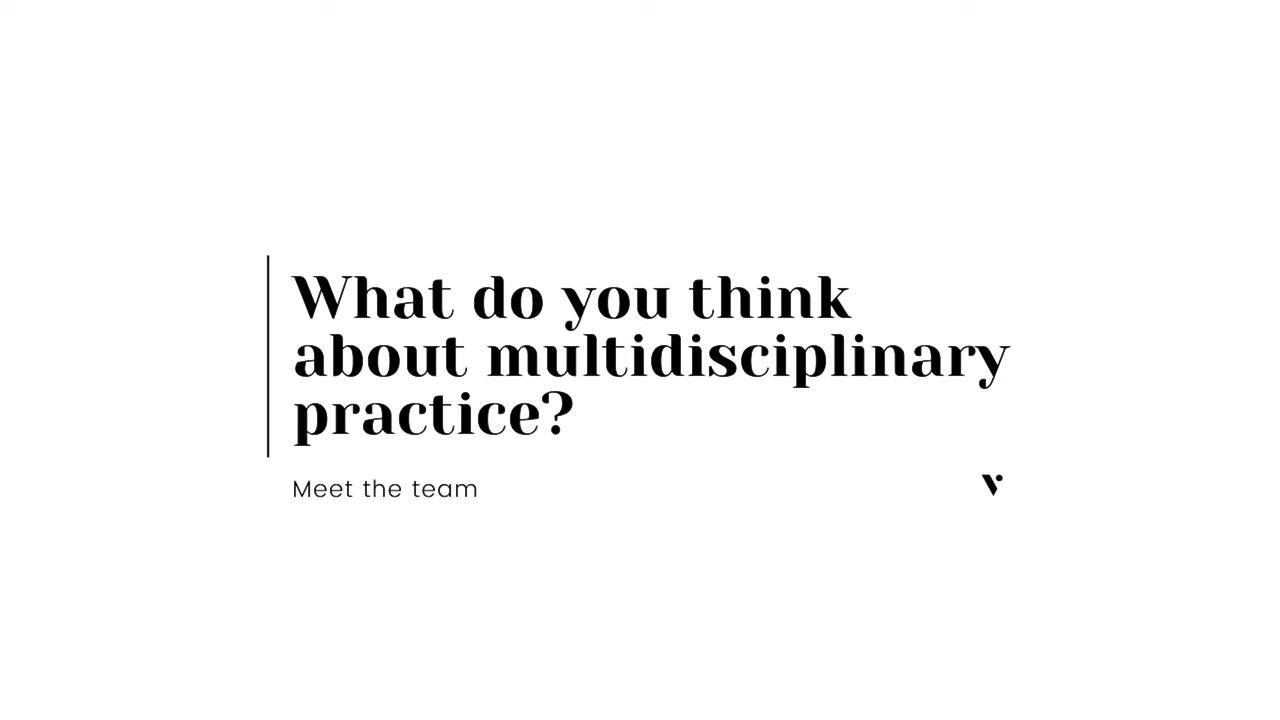 What do you think
about multidisciplinary
practice?
Meet the team